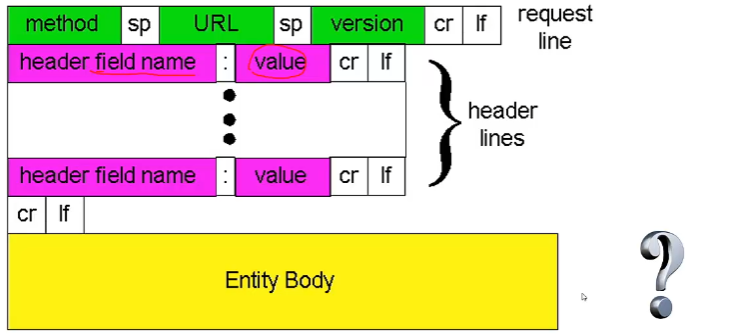 method sp URL sp version cr lf request line
header field name : value cr lf
header lines
header field name : value cr lf
cr lf
Entity Body
?